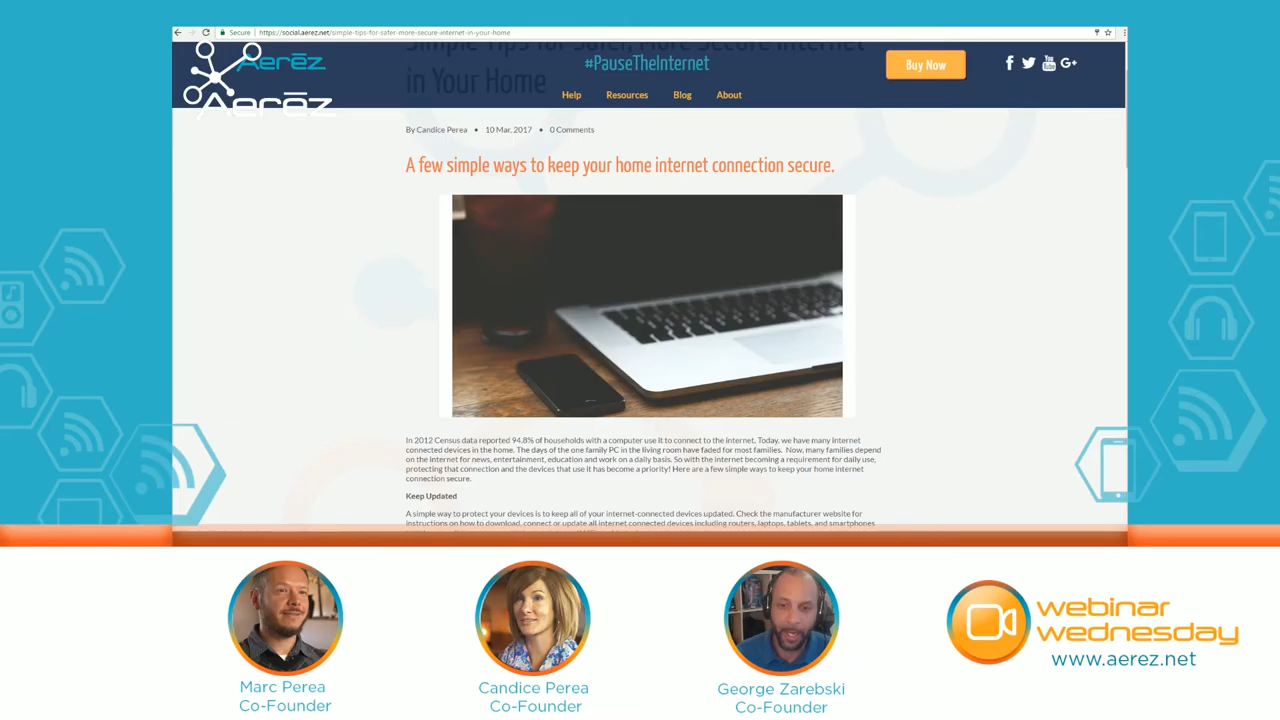 Secure
https://social.aerez.net/simple-tips-for-safer-more-secure-internet-in-your-home
Simple Tips for Safer, More Secure Internet
in Your Home
Aerēz
Aerēz
#PauseTheInternet
Buy Now
Help Resources Blog About
By Candice Perea • 10 Mar, 2017 • 0 Comments
A few simple ways to keep your home internet connection secure.
In 2012 Census data reported 94.8% of households with a computer use it to connect to the internet. Today, we have many internet
connected devices in the home. The days of the one family PC in the living room have faded for most families. Now, many families depend
on the internet for news, entertainment, education and work on a daily basis. So with the internet becoming a requirement for daily use,
protecting that connection and the devices that use it has become a priority! Here are a few simple ways to keep your home internet
connection secure.
Keep Updated
A simple way to protect your devices is to keep all of your internet-connected devices updated. Check the manufacturer website for
instructions on how to download, connect or update all internet connected devices including routers, laptops, tablets, and smartphones
Marc Perea
Co-Founder
Candice Perea
Co-Founder
George Zarebski
Co-Founder
webinar
wednesday
www.aerez.net